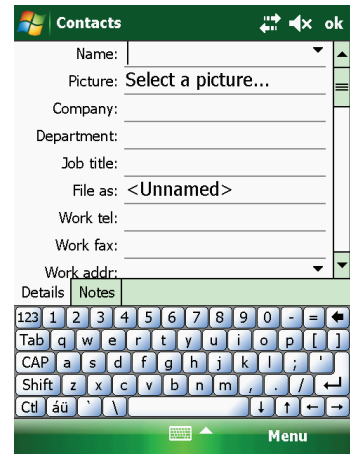 Contacts ok
Name:
Picture: Select a picture...
Company:
Department:
Job title:
File as: <Unnamed>
Work tel:
Work fax:
Work addr:
Details Notes
123 1 2 3 4 5 6 7 8 9 0 - =
Tab q w e r t y u i o p [ ]
CAP a s d f g h j k l ; '
Shift z x c v b n m , . /
Ctl áü ` \
Menu